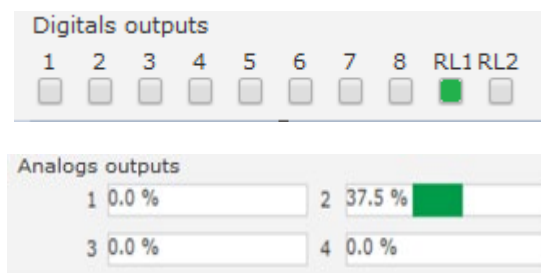 Digitals outputs
1 2 3 4 5 6 7 8 RL1 RL2
Analogs outputs
1 0.0 % 2 37.5 %
3 0.0 % 4 0.0 %